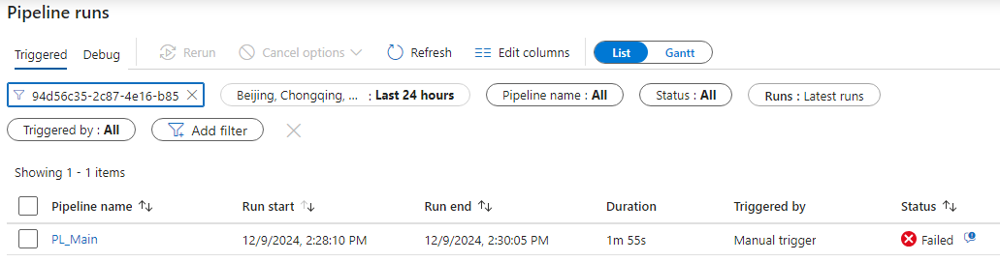 Pipeline runs
Triggered Debug Rerun Cancel options Refresh Edit columns List Gantt
94d56c35-2c87-4e16-b85 Beijing, Chongqing, ... : Last 24 hours Pipeline name : All Status : All Runs : Latest runs
Triggered by : All Add filter
Showing 1 - 1 items
Pipeline name Run start Run end Duration Triggered by Status
PL_Main 12/9/2024, 2:28:10 PM 12/9/2024, 2:30:05 PM 1m 55s Manual trigger Failed